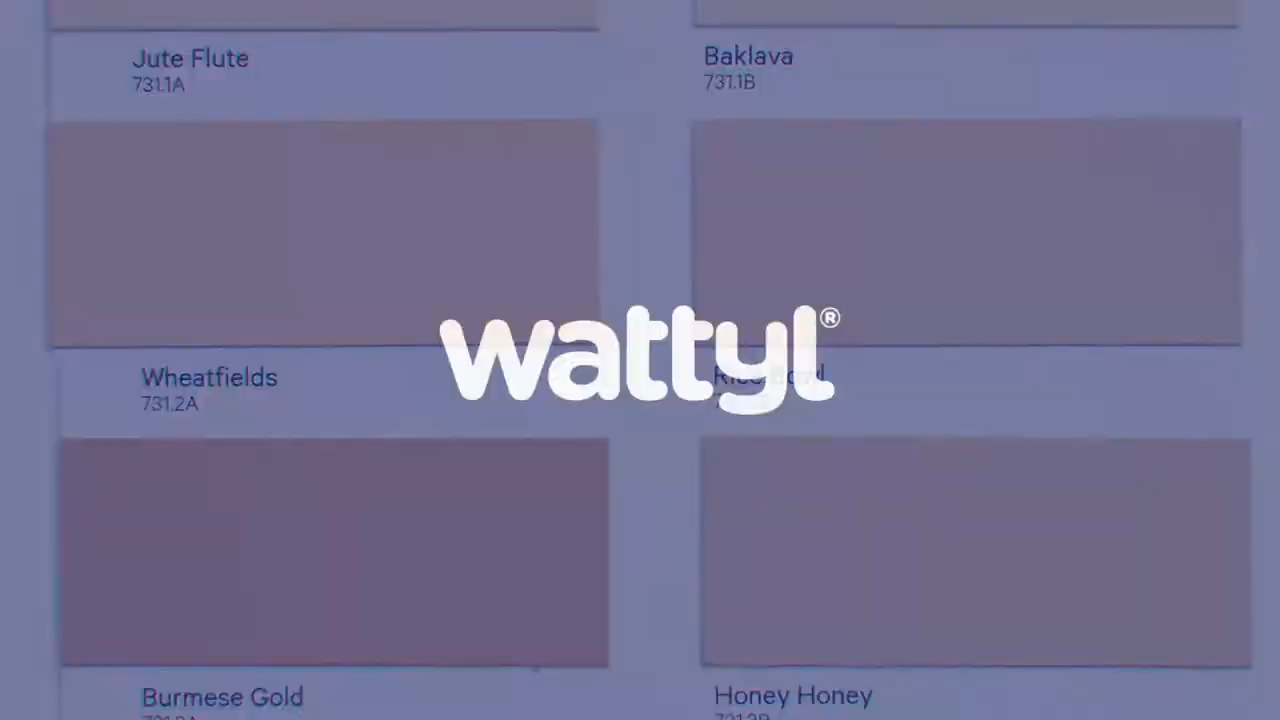 Jute Flute
731.1A
Baklava
731.1B
wattyl®
Wheatfields
731.2A
Burmese Gold
Honey Honey